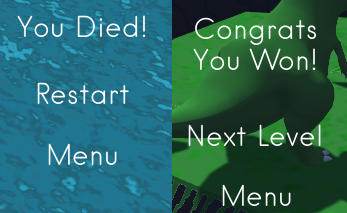 You Died!
Restart
Menu
Congrats
You Won!
Next Level
Menu